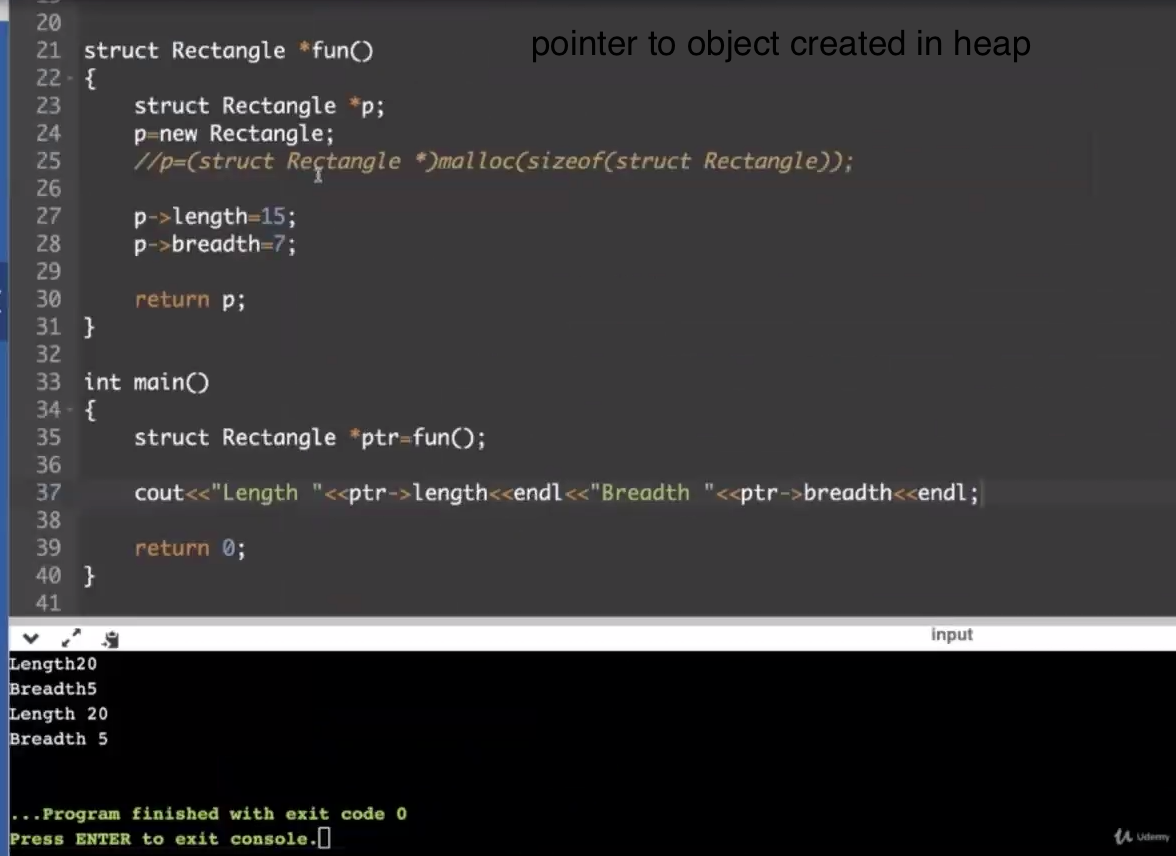 20
pointer to object created in heap
21 struct Rectangle *fun()
22 {
23 struct Rectangle *p;
24 p=new Rectangle;
25 //p=(struct Rectangle *)malloc(sizeof(struct Rectangle));
26
27 p->length=15;
28 p->breadth=7;
29
30 return p;
31 }
32
33 int main()
34 {
35 struct Rectangle *ptr=fun();
36
37 cout<<"Length "<<ptr->length<<endl<<"Breadth "<<ptr->breadth<<endl;
38
39 return 0;
40 }
41
input
Length20
Breadth5
Length 20
Breadth 5
...Program finished with exit code 0
Press ENTER to exit console.
Udemy